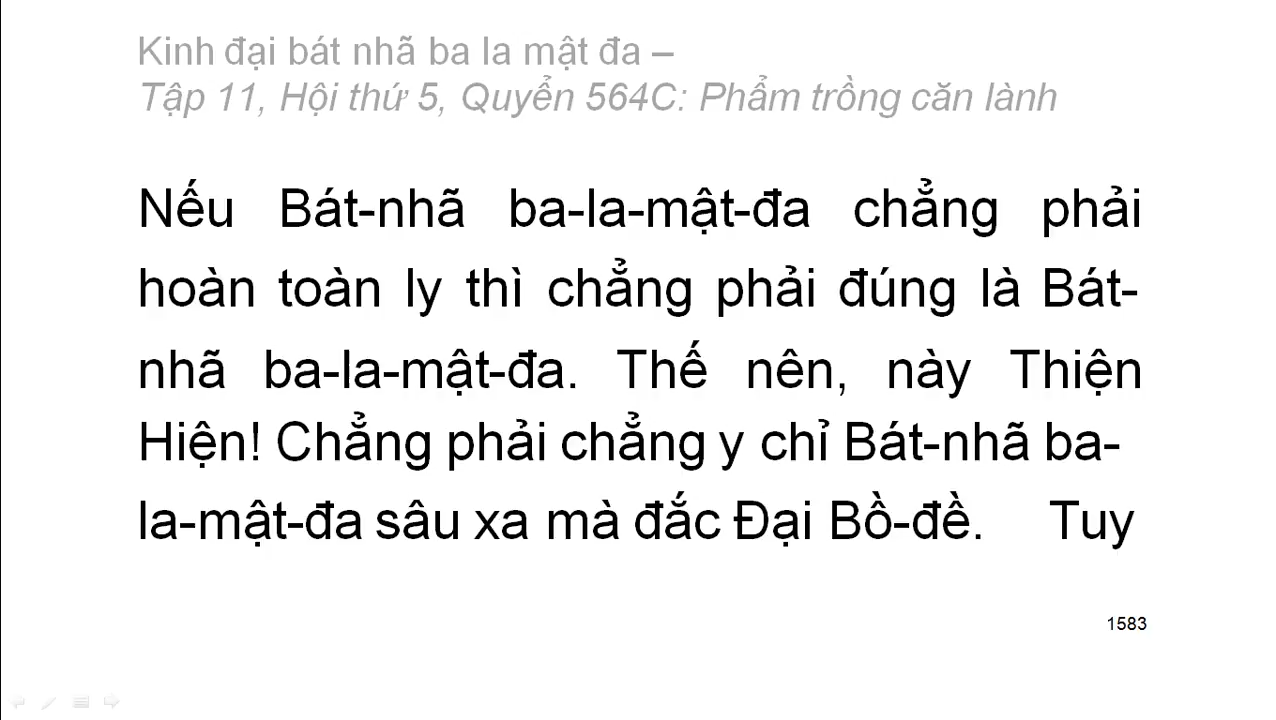 Kinh đại bát nhã ba la mật đa –
Tập 11, Hội thứ 5, Quyển 564C: Phẩm trồng căn lành
Nếu Bát-nhã ba-la-mật-đa chẳng phải
hoàn toàn ly thì chẳng phải đúng là Bát-
nhã ba-la-mật-đa. Thế nên, này Thiện
Hiện! Chẳng phải chẳng y chỉ Bát-nhã ba-
la-mật-đa sâu xa mà đắc Đại Bồ-đề. Tuy
1583